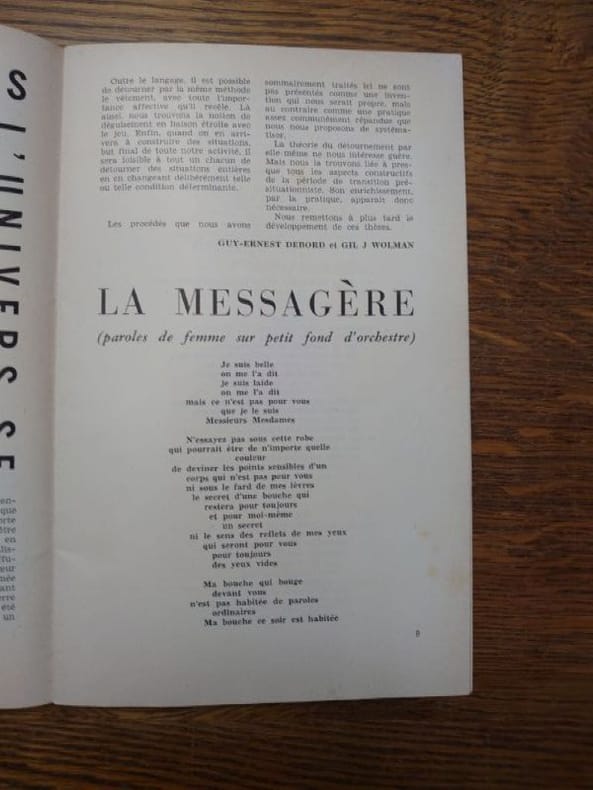 S L'UNIVERS SE
en-
que
orte
être
en
lis-
ffu-
eur
mée
ant
erre
été
un
Outre le langage, il est possible
de détourner par la même méthode
le vêtement, avec toute l'impor-
tance affective qu'il recèle. Là
aussi, nous trouvons la notion de
déguisement en liaison étroite avec
le jeu. Enfin, quand on en arri-
vera à construire des situations,
but final de toute notre activité, il
sera loisible à tout un chacun de
détourner des situations entières
en en changeant délibérément telle
ou telle condition déterminante.
Les procédés que nous avons
sommairement traités ici ne sont
pas présentés comme une inven-
tion qui nous serait propre, mais
au contraire comme une pratique
assez communément répandue que
nous nous proposons de systéma-
tiser.
La théorie du détournement par
elle même ne nous intéresse guère.
Mais nous la trouvons liée à pres-
que tous les aspects constructifs
de la période de transition pré-
situationniste. Son enrichissement,
par la pratique, apparaît donc
nécessaire.
Nous remettons à plus tard le
développement de ces thèses.
GUY-ERNEST DEBORD et GIL J WOLMAN
LA MESSAGÈRE
(paroles de femme sur petit fond d'orchestre)
Je suis belle
on me l'a dit
je suis laide
on me l'a dit
mais ce n'est pas pour vous
que je le suis
Messieurs Mesdames
N'essayez pas sous cette robe
qui pourrait être de n'importe quelle
couleur
de deviner les points sensibles d'un
corps qui n'est pas pour vous
ni sous le fard de mes lèvres
le secret d'une bouche qui
restera pour toujours
et pour moi-même
un secret
ni le sens des reflets de mes yeux
qui seront pour vous
pour toujours
des yeux vides
Ma bouche qui bouge
devant vous
n'est pas habitée de paroles
ordinaires
Ma bouche ce soir est habitée